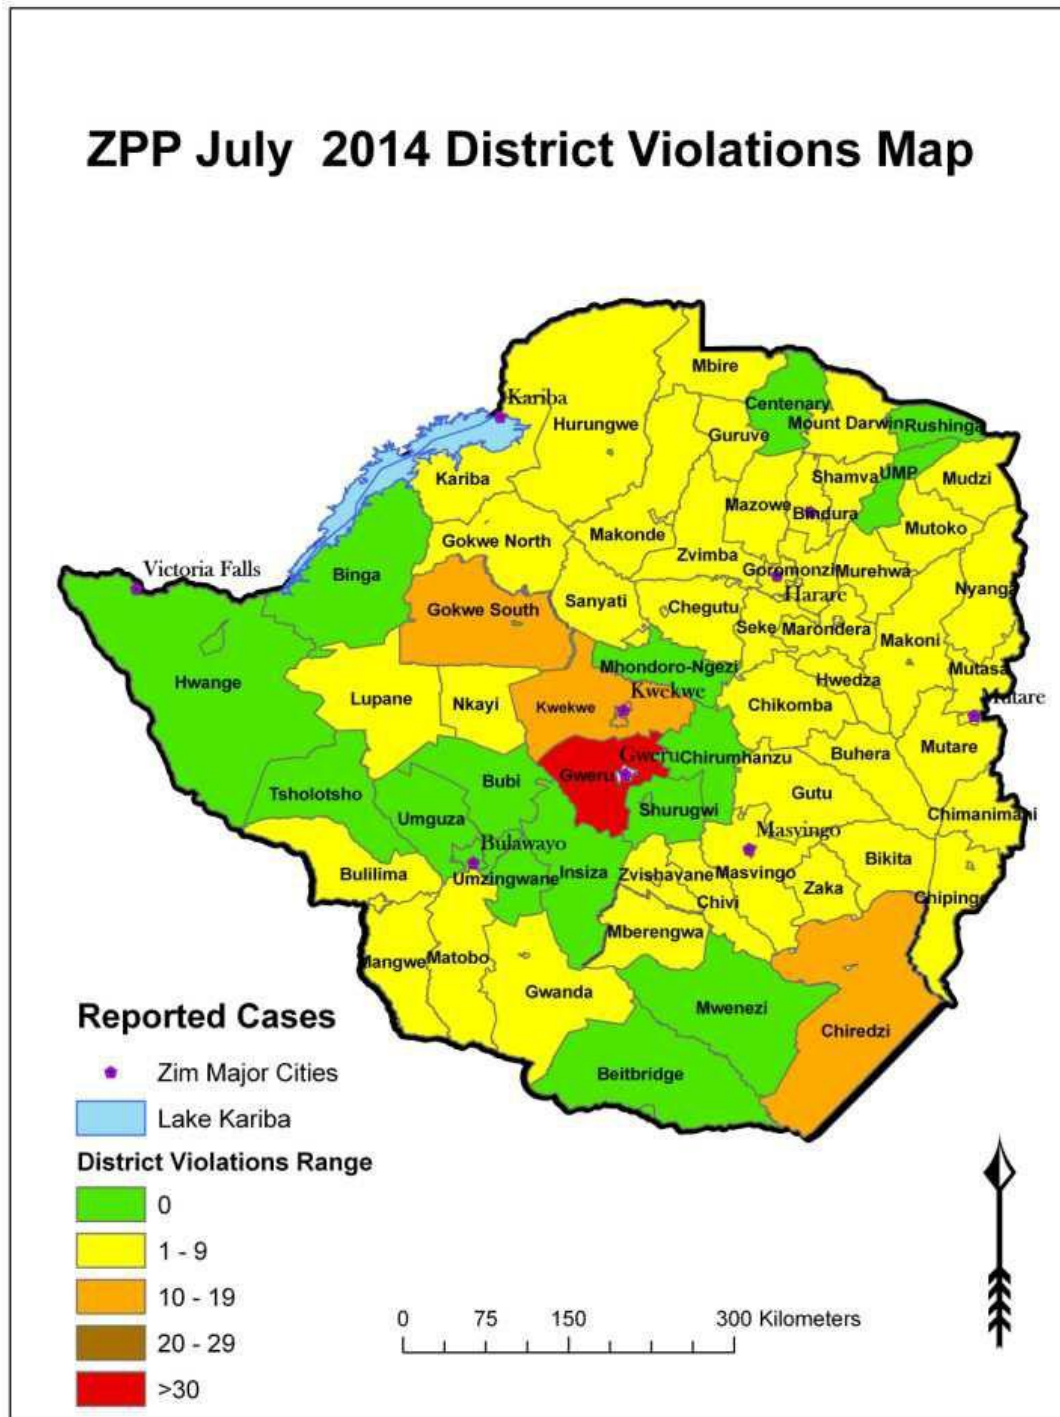 ZPP July 2014 District Violations Map
Mbire
Kariba
Centenary
Hurungwe
Mount Darwin
Rushinga
Guruve
Kariba
Shamva
UMP
Mudzi
Mazowe
Bindura
Mutoko
Makonde
Gokwe North
Zvimba
Victoria Falls
Binga
Goromonzi
Murehwa
Nyanga
Harare
Gokwe South
Sanyati
Chegutu
Seke
Marondera
Makoni
Mhondoro-Ngezi
Mutasa
Hwange
Hwedza
Lupane
Nkayi
Kwekwe
Kwekwe
Chikomba
Mutare
Buhera
Mutare
Gweru
Chirumhanzu
Gweru
Bubi
Tsholotsho
Gutu
Shurugwi
Chimanimani
Umguza
Masvingo
Bulawayo
Bikita
Bulilima
Umzingwane
Insiza
Zvishavane
Masvingo
Zaka
Chivi
Chipinge
Mberengwa
Mangwe
Matobo
Gwanda
Mwenezi
Chiredzi
Beitbridge
Reported Cases
Zim Major Cities
Lake Kariba
District Violations Range
0
1 - 9
10 - 19
20 - 29
>30
0 75 150 300 Kilometers